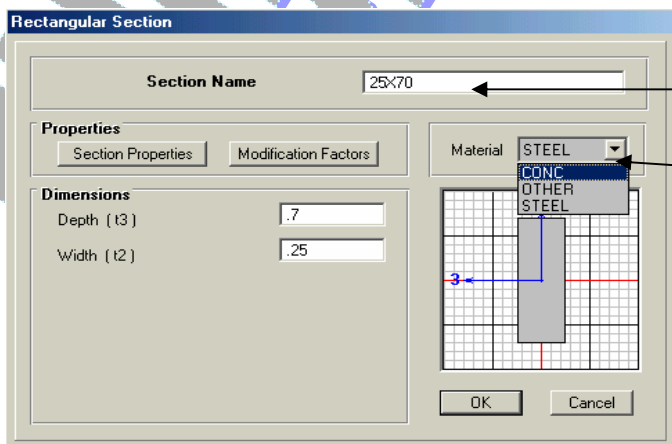 Rectangular Section
Section Name 25X70
Properties
Section Properties Modification Factors
Material STEEL
CONC
OTHER
STEEL
Dimensions
Depth ( t3 ) .7
Width ( t2 ) .25
3
OK Cancel